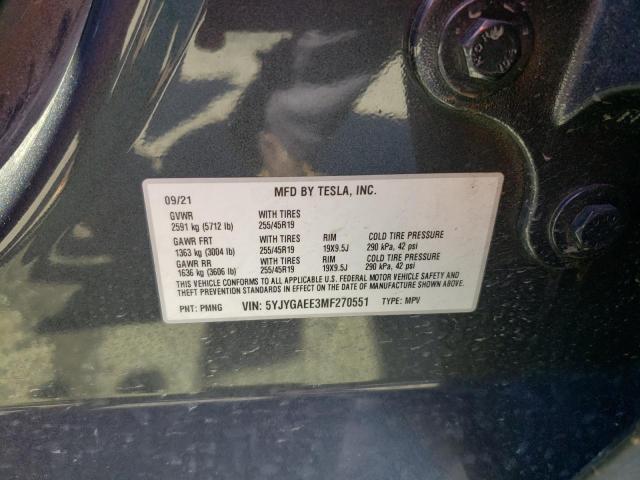 09/21 MFD BY TESLA, INC.
GVWR WITH TIRES
2591 kg (5712 lb) 255/45R19
GAWR FRT WITH TIRES RIM COLD TIRE PRESSURE
1363 kg (3004 lb) 255/45R19 19X9.5J 290 kPa, 42 psi
GAWR RR WITH TIRES RIM COLD TIRE PRESSURE
1636 kg (3606 lb) 255/45R19 19X9.5J 290 kPa, 42 psi
THIS VEHICLE CONFORMS TO ALL APPLICABLE U.S. FEDERAL MOTOR VEHICLE SAFETY AND
THEFT PREVENTION STANDARDS IN EFFECT ON THE DATE OF MANUFACTURE SHOWN ABOVE.
PNT: PMNG VIN: 5YJYGAEE3MF270551 TYPE: MPV